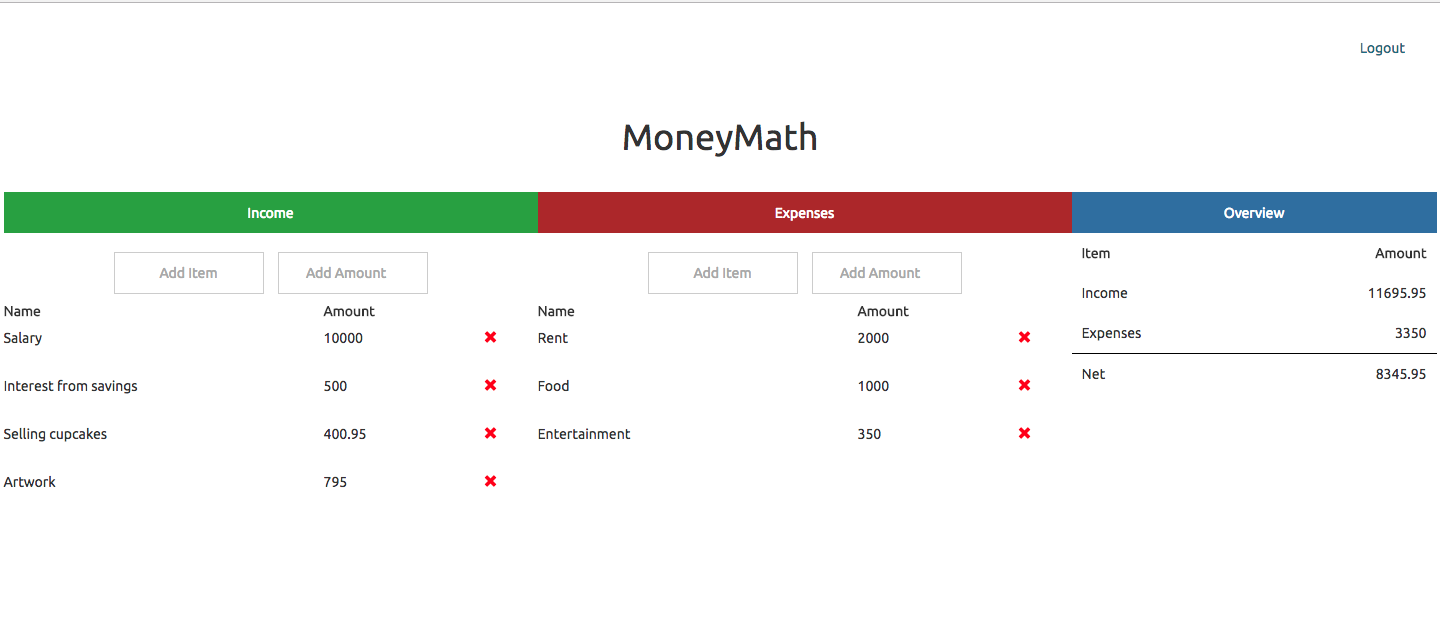 Logout
MoneyMath
Income Expenses Overview
Add Item Add Amount Add Item Add Amount Item Amount
Name Amount Name Amount Income 11695.95
Salary 10000 ✖ Rent 2000 ✖ Expenses 3350
Interest from savings 500 ✖ Food 1000 ✖ Net 8345.95
Selling cupcakes 400.95 ✖ Entertainment 350 ✖
Artwork 795 ✖